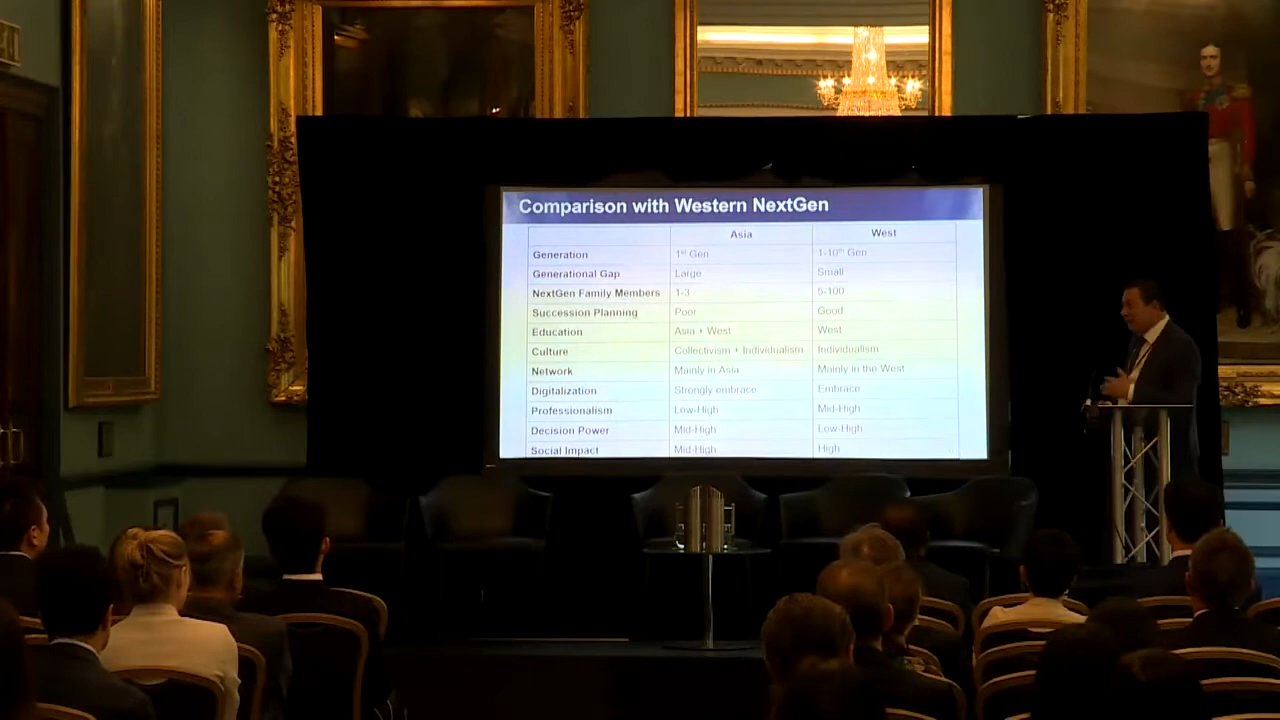 Comparison with Western NextGen
Asia West
Generation 1st Gen 1-10th Gen
Generational Gap Large Small
NextGen Family Members 1-3 5-100
Succession Planning Poor Good
Education Asia + West West
Culture Collectivism + Individualism Individualism
Network Mainly in Asia Mainly in the West
Digitalization Strongly embrace Embrace
Professionalism Low-High Mid-High
Decision Power Mid-High Low-High
Social Impact Mid-High High